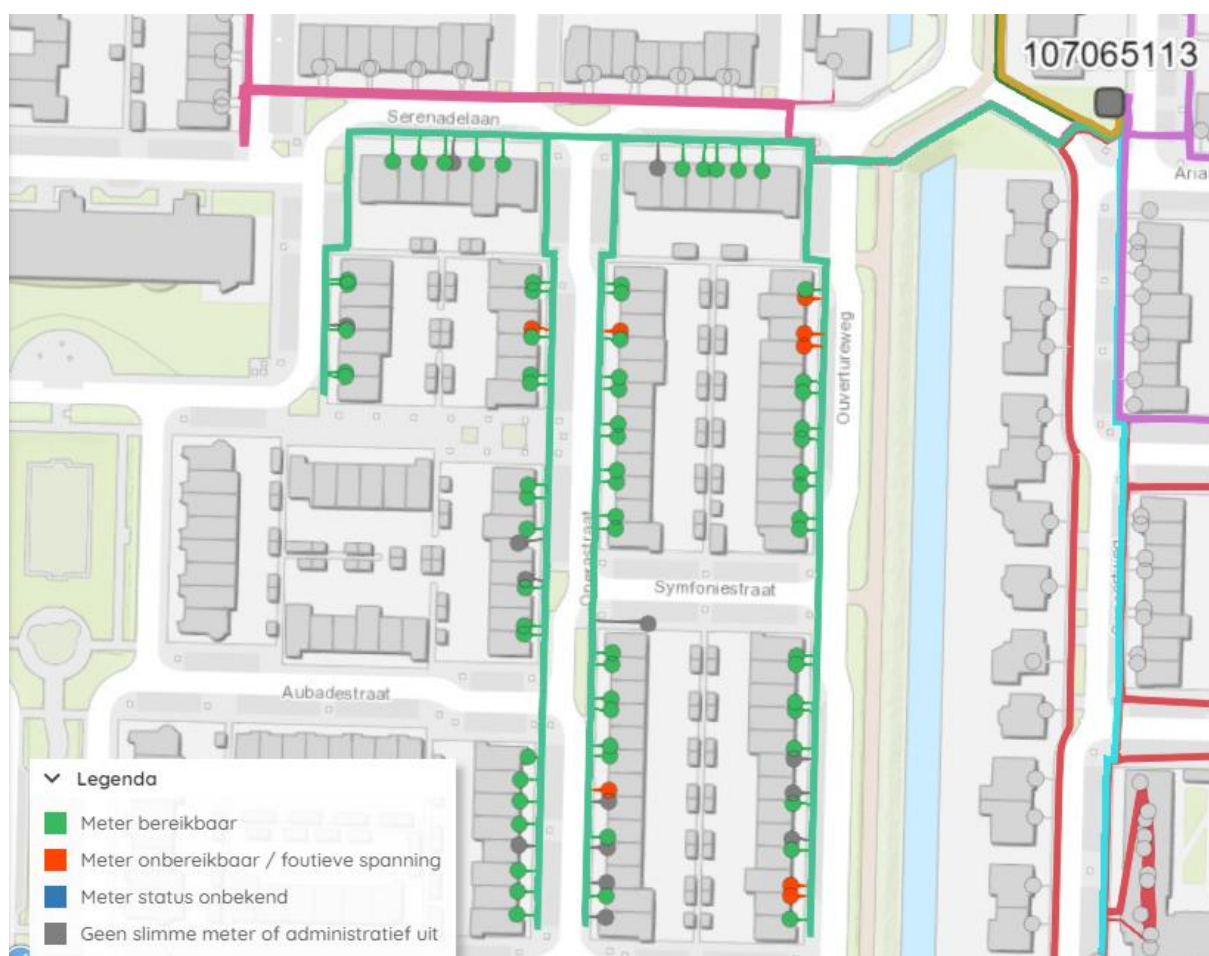 107065113
Serenadelaan
Aria
Ouvertureweg
Operastraat
Symfoniestraat
Aubadestraat
Legenda
Meter bereikbaar
Meter onbereikbaar / foutieve spanning
Meter status onbekend
Geen slimme meter of administratief uit